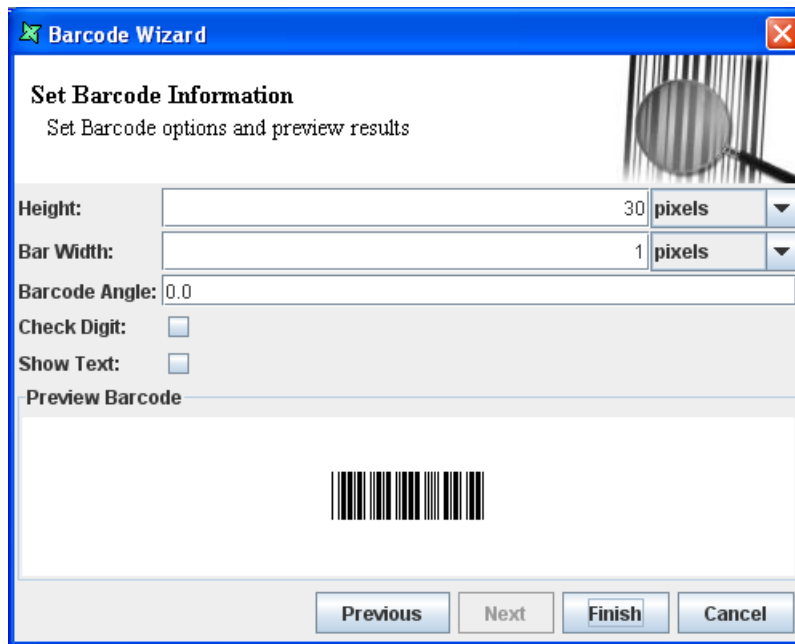 Barcode Wizard
Set Barcode Information
Set Barcode options and preview results
Height: 30 pixels
Bar Width: 1 pixels
Barcode Angle: 0.0
Check Digit:
Show Text:
Preview Barcode
Previous Next Finish Cancel